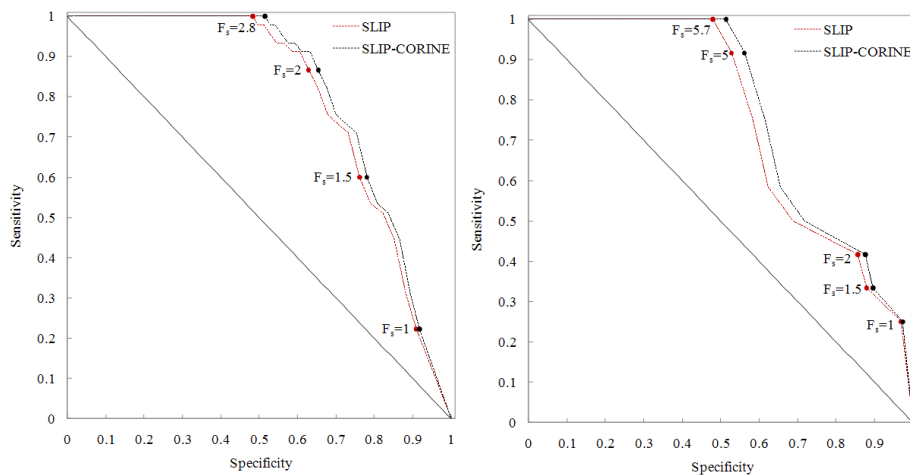 1
0.9
0.8
0.7
0.6
0.5
0.4
0.3
0.2
0.1
0
Sensitivity
0 0.1 0.2 0.3 0.4 0.5 0.6 0.7 0.8 0.9 1
Specificity
SLIP
SLIP-CORINE
Fs=2.8
Fs=2
Fs=1.5
Fs=1
1
0.9
0.8
0.7
0.6
0.5
0.4
0.3
0.2
0.1
0
Sensitivity
0 0.1 0.2 0.3 0.4 0.5 0.6 0.7 0.8 0.9
Specificity
SLIP
SLIP-CORINE
Fs=5.7
Fs=5
Fs=2
Fs=1.5
Fs=1